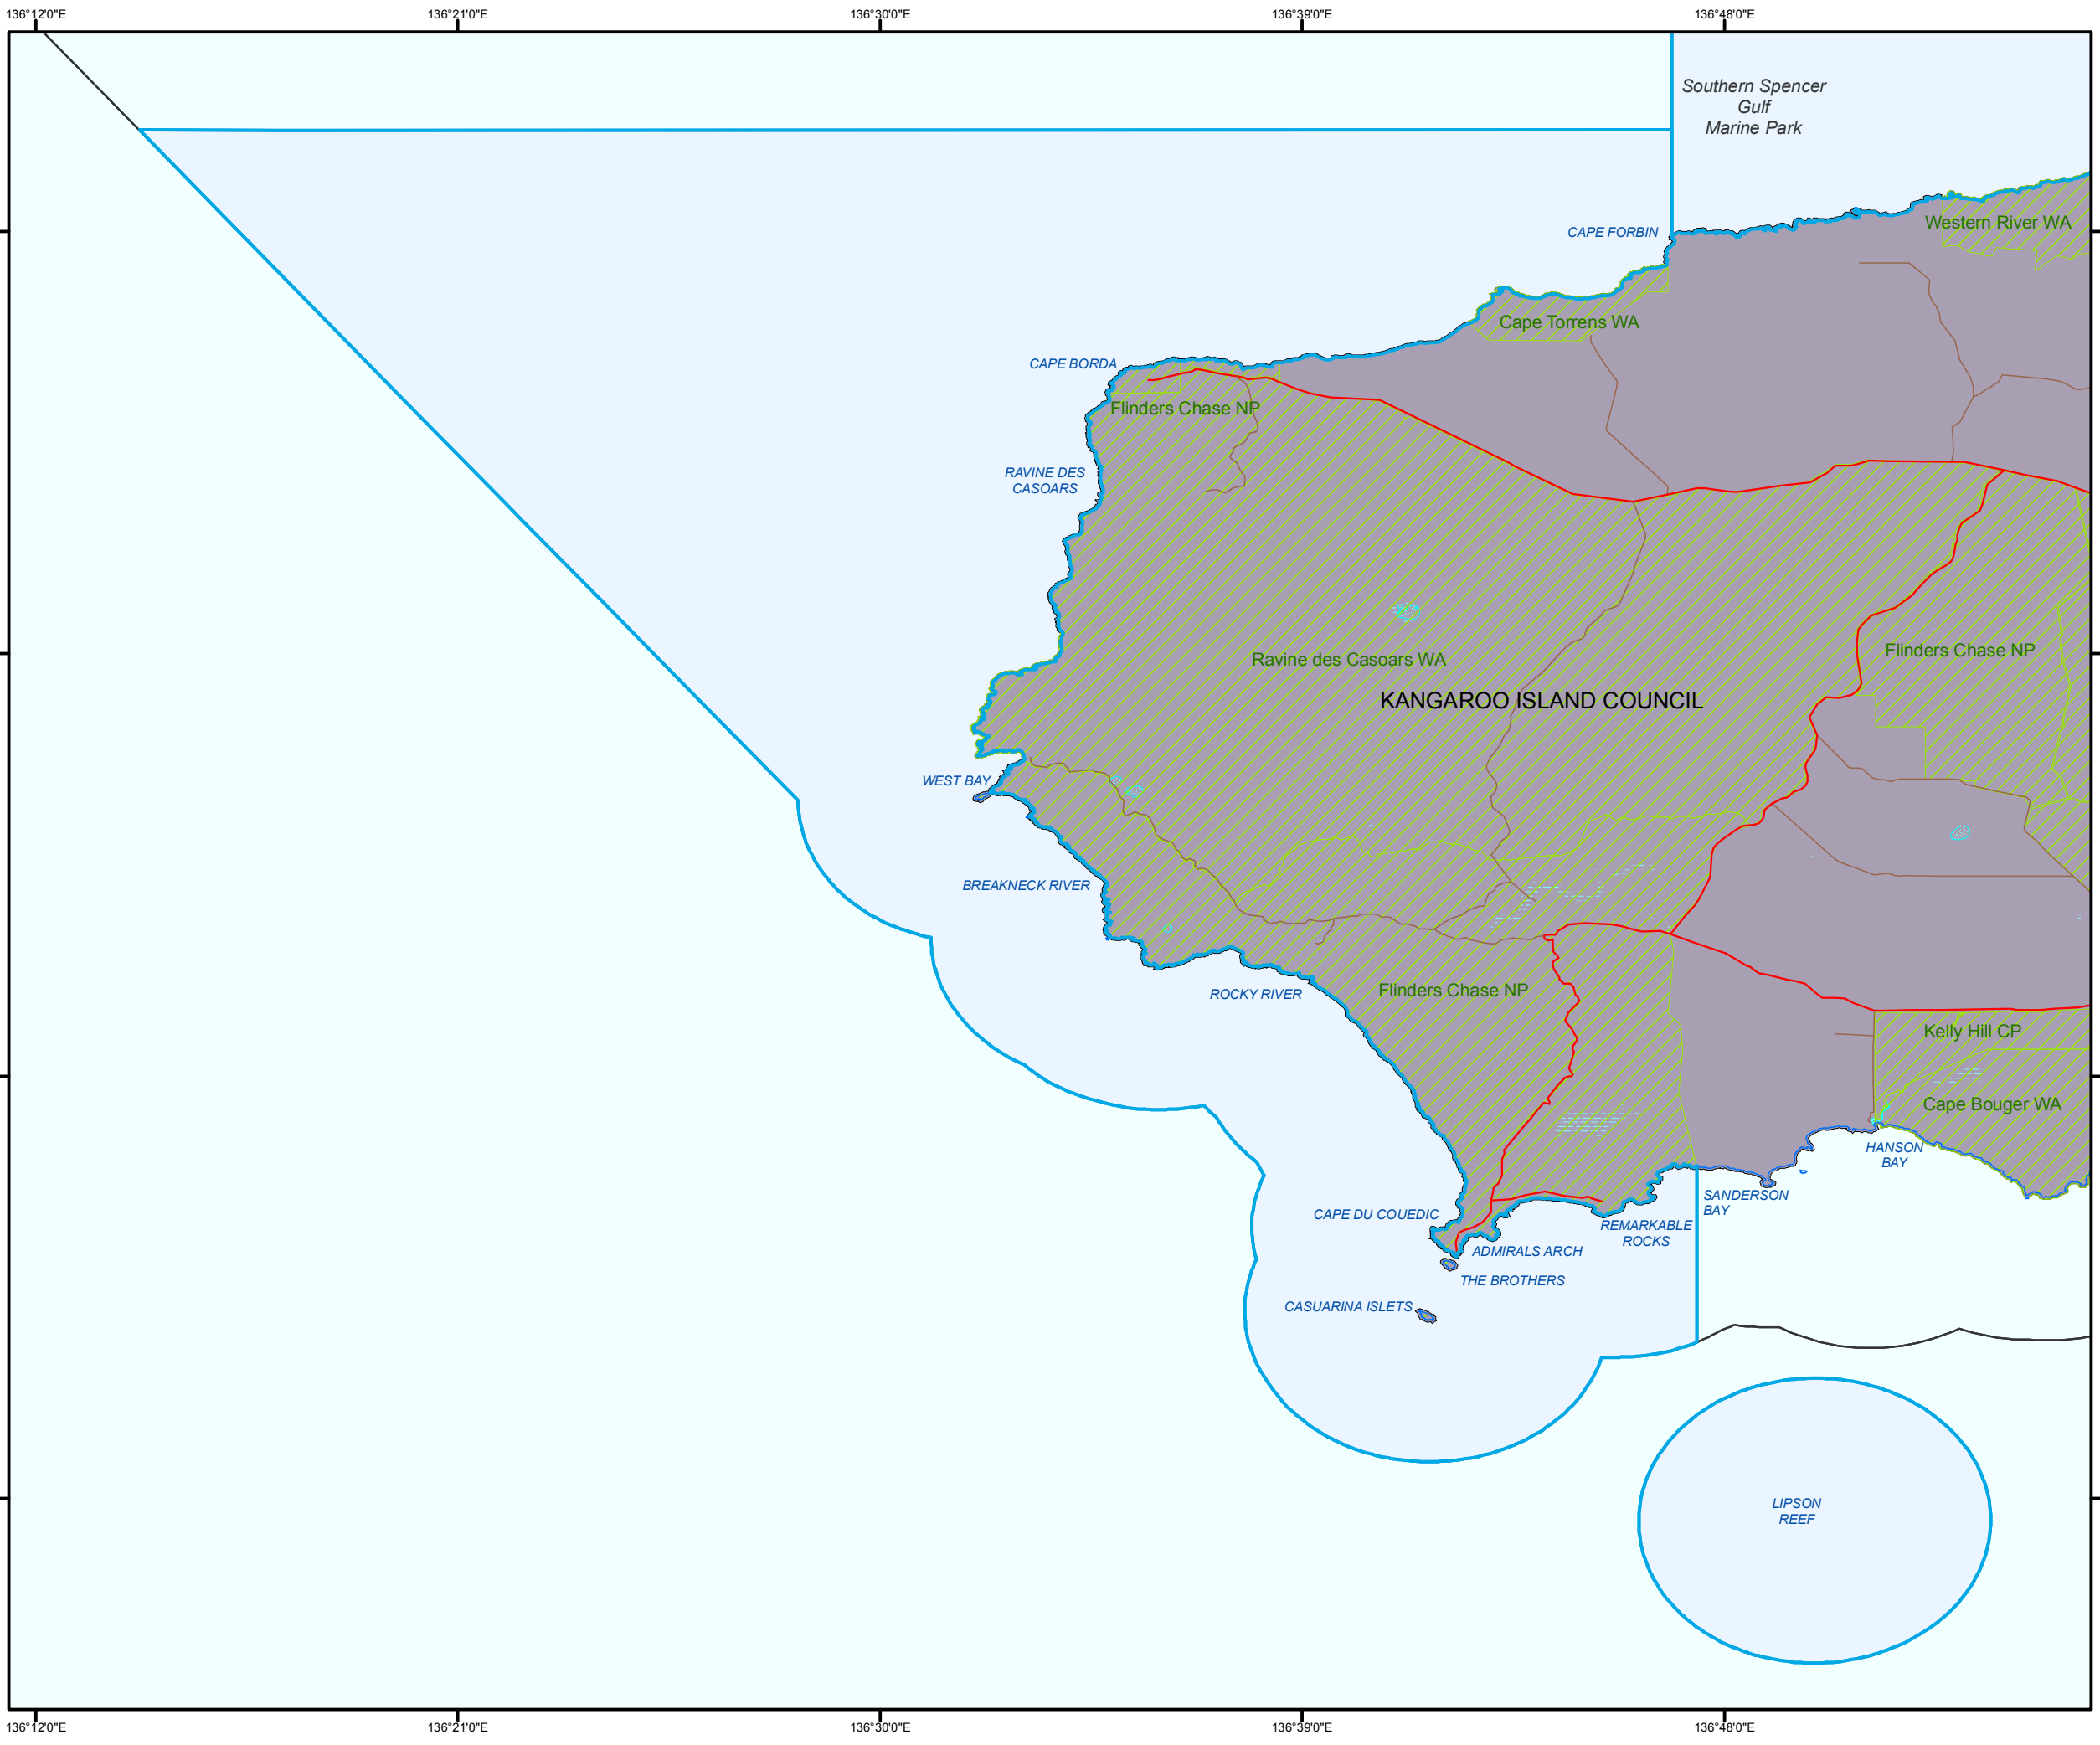 136°12'0"E
136°21'0"E
136°30'0"E
136°39'0"E
136°48'0"E
Southern Spencer
Gulf
Marine Park
Western River WA
CAPE FORBIN
Cape Torrens WA
CAPE BORDA
Flinders Chase NP
RAVINE DES
CASOARS
Flinders Chase NP
Ravine des Casoars WA
KANGAROO ISLAND COUNCIL
WEST BAY
BREAKNECK RIVER
ROCKY RIVER
Flinders Chase NP
Kelly Hill CP
Cape Bouger WA
HANSON
BAY
SANDERSON
BAY
CAPE DU COUEDIC
REMARKABLE
ROCKS
ADMIRALS ARCH
THE BROTHERS
CASUARINA ISLETS
LIPSON
REEF
136°12'0"E
136°21'0"E
136°30'0"E
136°39'0"E
136°48'0"E